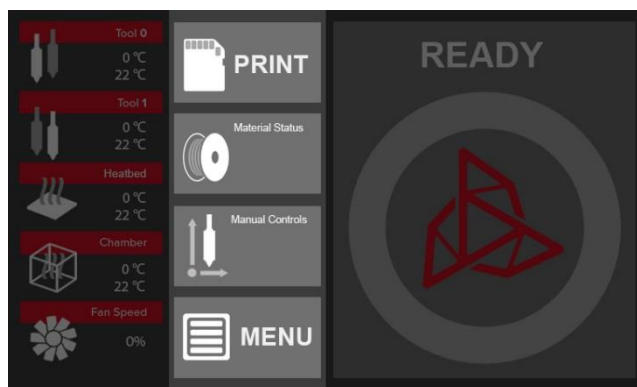 Tool 0
0 °C
22 °C
Tool 1
0 °C
22 °C
Heatbed
0 °C
22 °C
Chamber
0 °C
22 °C
Fan Speed
0%
PRINT
Material Status
Manual Controls
MENU
READY